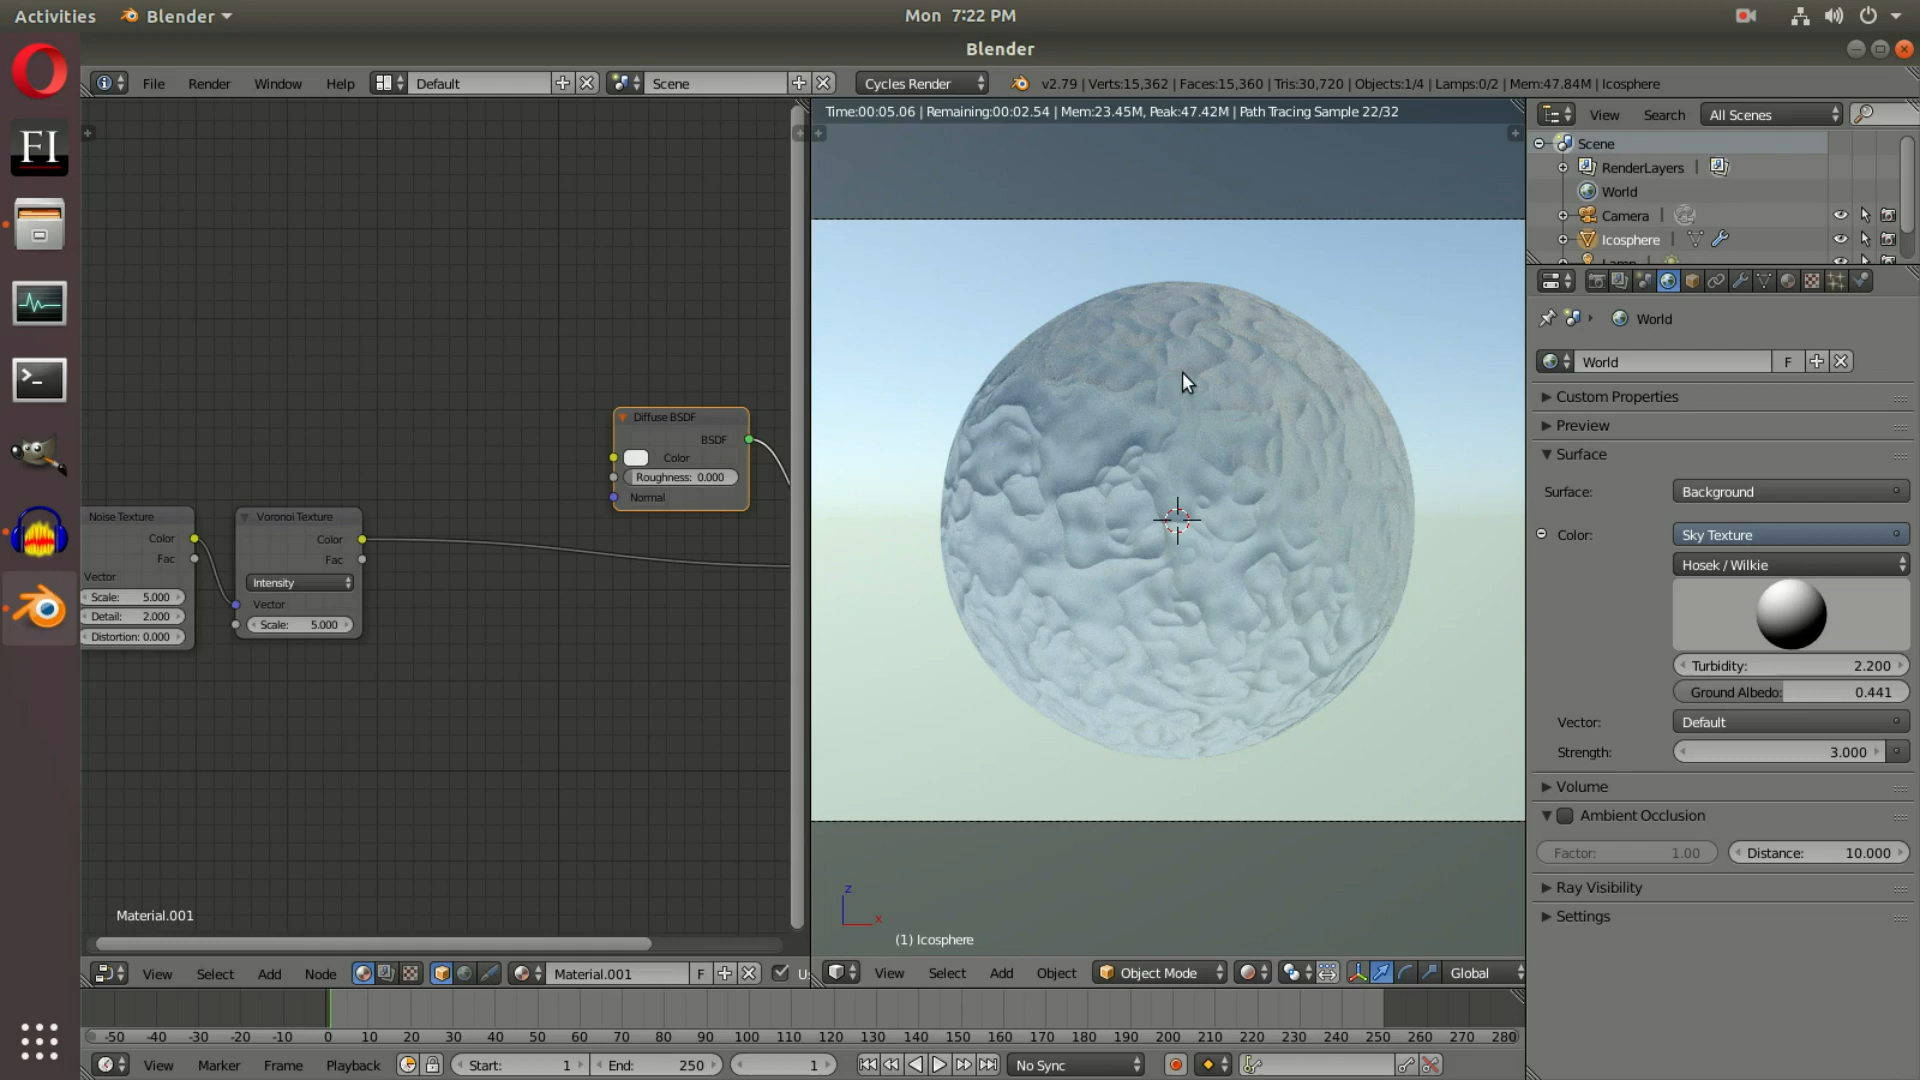 Activities Blender Mon 7:22 PM
Blender
File Render Window Help Default Scene Cycles Render v2.79 | Verts:15,362 | Faces:15,360 | Tris:30,720 | Objects:1/4 | Lamps:0/2 | Mem:47.84M | Icosphere
Time:00:05.06 | Remaining:00:02.54 | Mem:23.45M, Peak:47.42M | Path Tracing Sample 22/32
View Search All Scenes
Scene
RenderLayers |
World
Camera |
Icosphere |
Lamp
FI
World
World F
Custom Properties
Preview
Surface
Surface: Background
Color: Sky Texture
Hosek / Wilkie
Turbidity: 2.200
Ground Albedo: 0.441
Vector: Default
Strength: 3.000
Volume
Ambient Occlusion
Factor: 1.00 Distance: 10.000
Ray Visibility
Settings
Diffuse BSDF
BSDF
Color
Roughness: 0.000
Normal
Noise Texture
Color
Fac
Vector
Scale: 5.000
Detail: 2.000
Distortion: 0.000
Voronoi Texture
Color
Fac
Intensity
Vector
Scale: 5.000
Material.001
z
x
(1) Icosphere
View Select Add Node Material.001 F
View Select Add Object Object Mode Global
-50 -40 -30 -20 -10 0 10 20 30 40 50 60 70 80 90 100 110 120 130 140 150 160 170 180 190 200 210 220 230 240 250 260 270 280
View Marker Frame Playback Start: 1 End: 250 1 No Sync